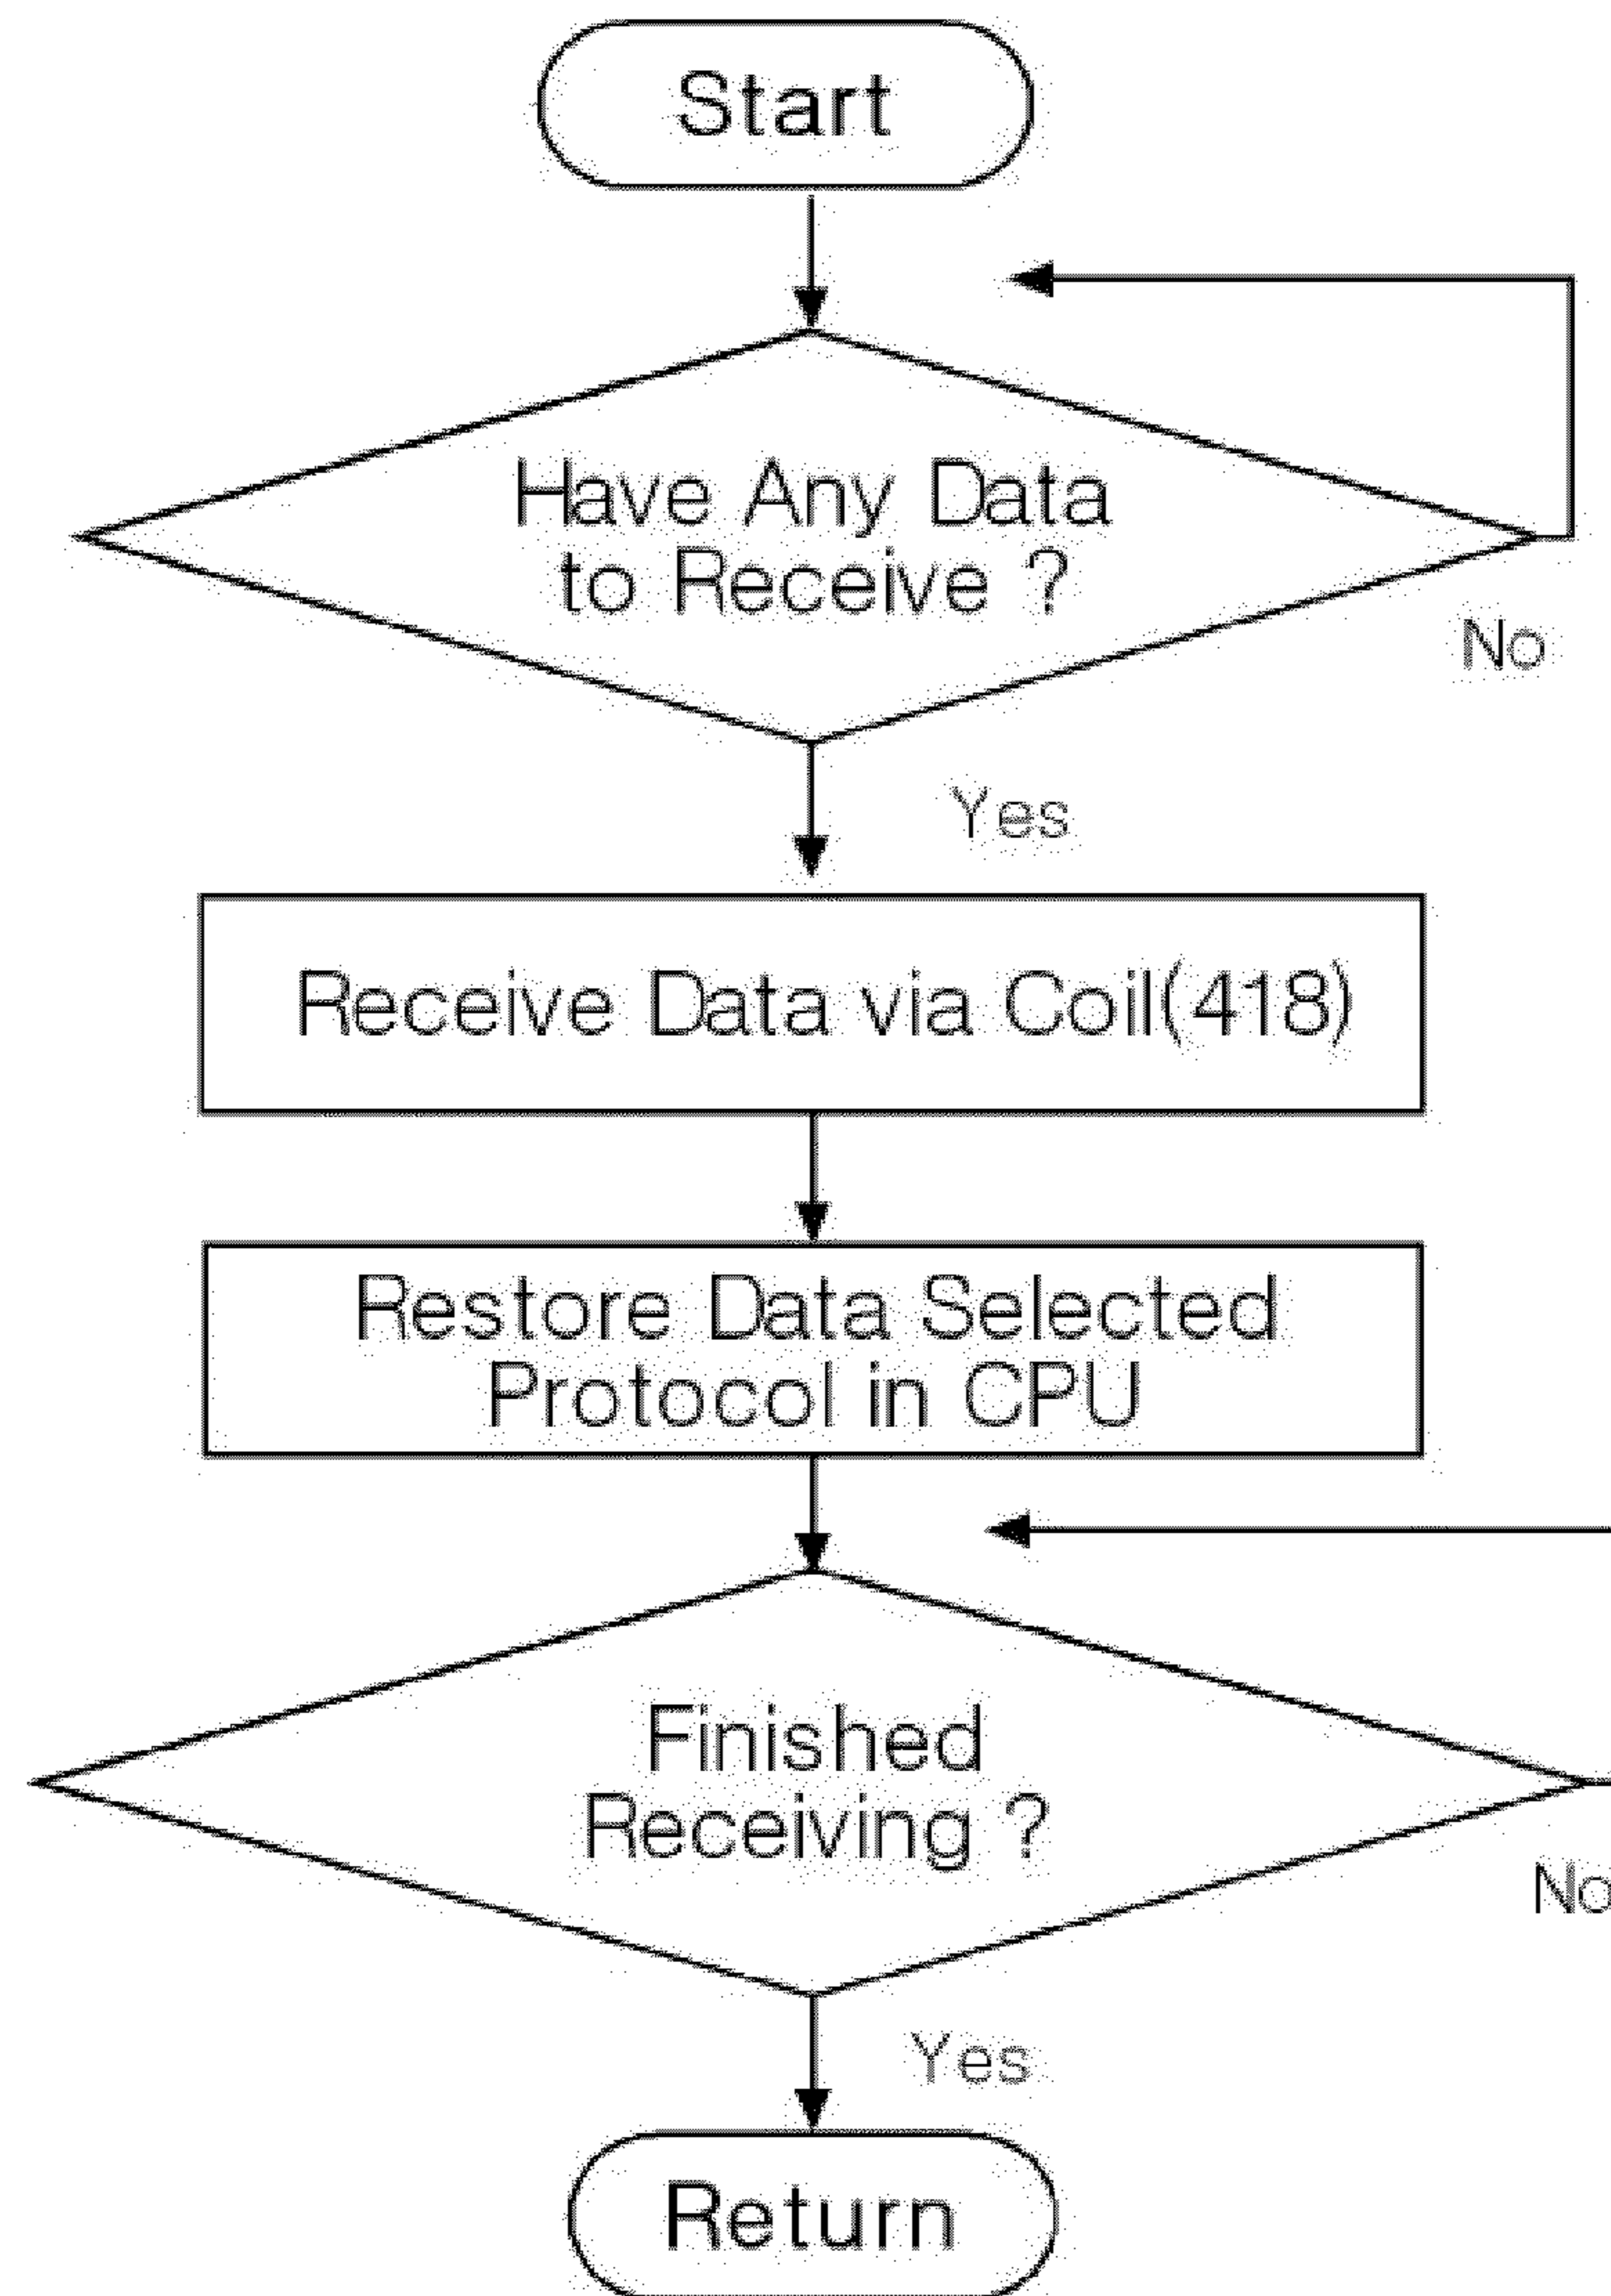 Start
Have Any Data
to Receive ?
No
Yes
Receive Data via Coil(418)
Restore Data Selected
Protocol in CPU
Finished
Receiving ?
No
Yes
Return